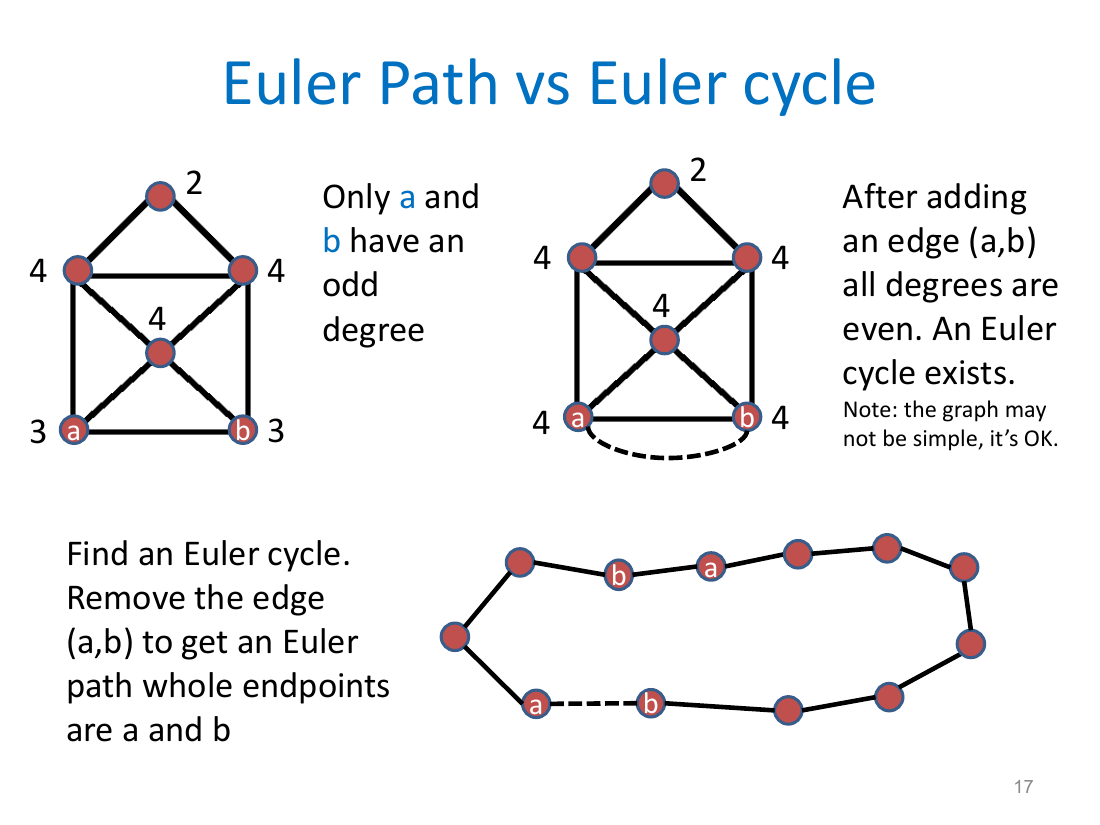 Euler Path vs Euler cycle
2
4
4
4
3
a
b
3
Only a and
b have an
odd
degree
2
4
4
4
4
a
b
4
After adding
an edge (a,b)
all degrees are
even. An Euler
cycle exists.
Note: the graph may
not be simple, it’s OK.
Find an Euler cycle.
Remove the edge
(a,b) to get an Euler
path whole endpoints
are a and b
b
a
a
b
17